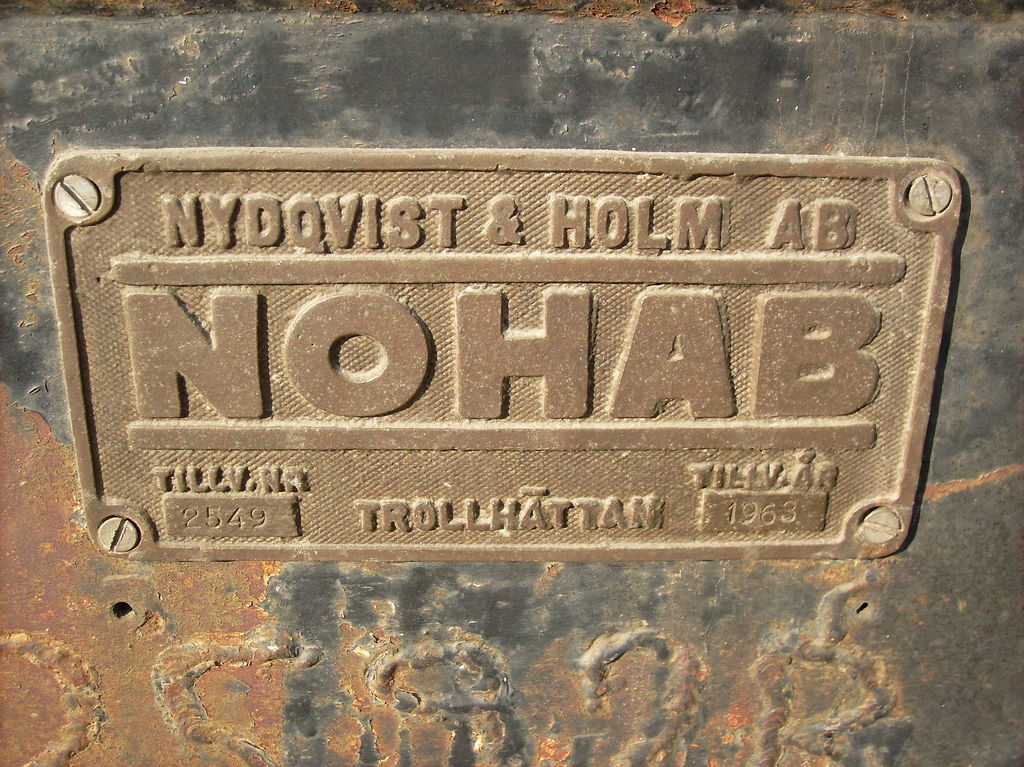 NYDQVIST & HOLM AB
NOHAB
TILLV.NR TILLV.ÅR
2549 TROLLHÄTTAN 1963